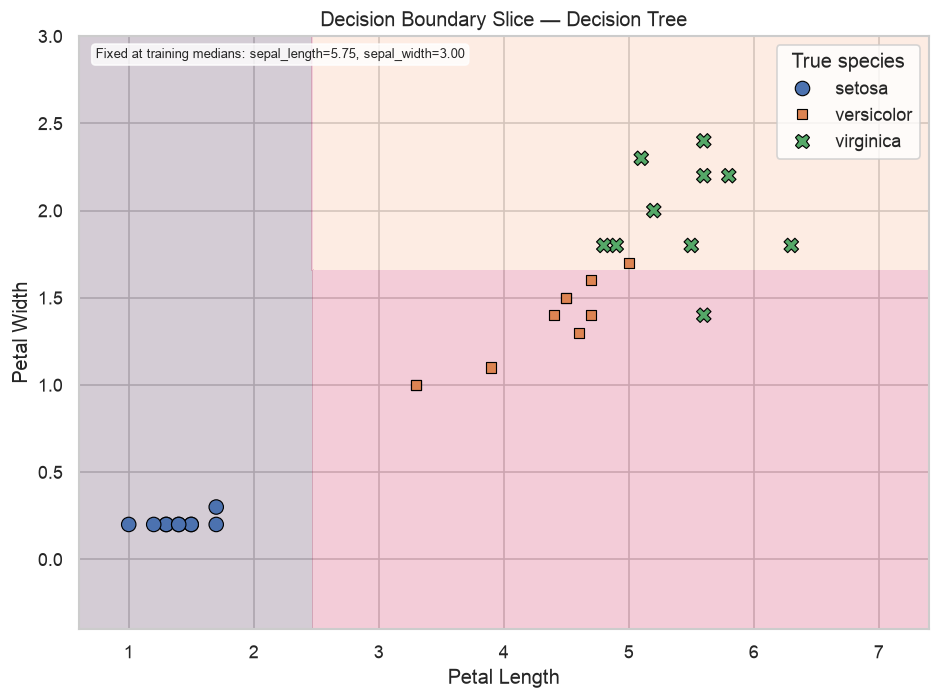 Decision Boundary Slice — Decision Tree
Fixed at training medians: sepal_length=5.75, sepal_width=3.00
True species
setosa
versicolor
virginica
Petal Width
3.0
2.5
2.0
1.5
1.0
0.5
0.0
1 2 3 4 5 6 7
Petal Length